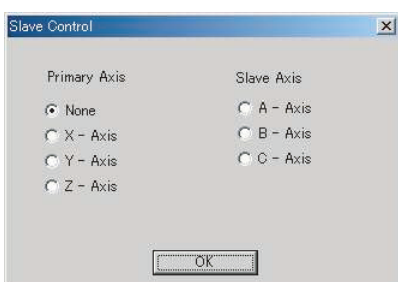 Slave Control
Primary Axis
None
X - Axis
Y - Axis
Z - Axis
Slave Axis
A - Axis
B - Axis
C - Axis
OK